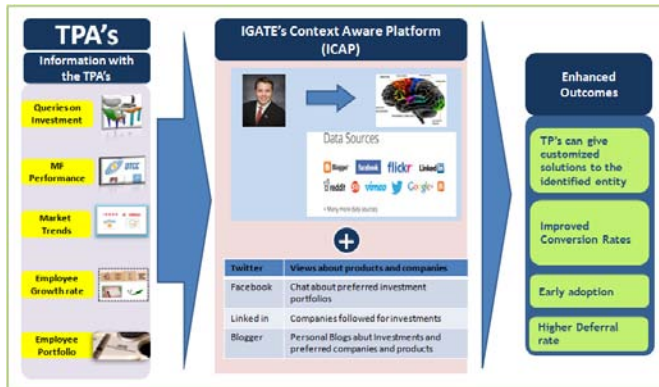 TPA's
Information with
the TPA's
Queries on
Investment
MF
Performance
DTCC
Market
Trends
Employee
Growth rate
Employee
Portfolio
IGATE's Context Aware Platform
(ICAP)
Data Sources
Blogger
facebook
flickr
Linked in
reddit
vimeo
Google+
» Many more data sources
Twitter
Views about products and companies
Facebook
Chat about preferred investment
portfolios
Linked in
Companies followed for investments
Blogger
Personal Blogs abut Investments and
preferred companies and products
Enhanced
Outcomes
TP's can give
customized
solutions to the
identified entity
Improved
Conversion Rates
Early adoption
Higher Deferral
rate